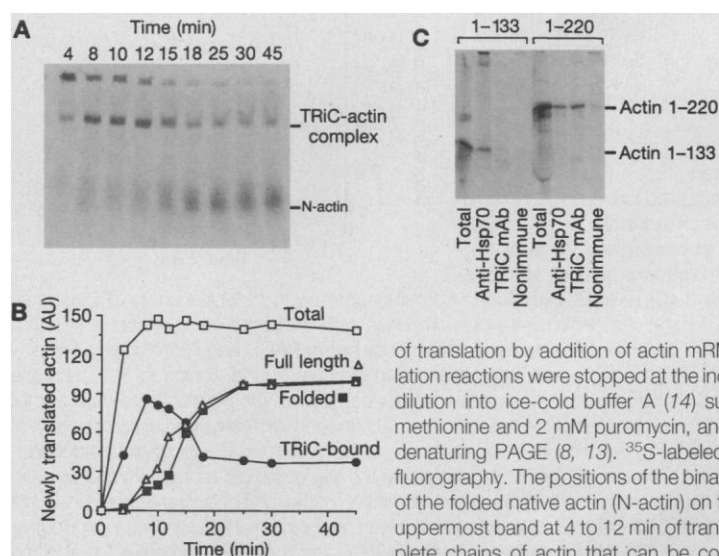 A
Time (min)
4 8 10 12 15 18 25 30 45
TRiC-actin
complex
N-actin
C
1–133 1–220
Actin 1–220
Actin 1–133
Total
Anti-Hsp70
TRiC mAb
Nonimmune
Total
Anti-Hsp70
TRiC mAb
Nonimmune
B
Newly translated actin (AU)
150
120
90
60
30
0
Total
Full length
Folded
TRiC-bound
0 10 20 30 40
Time (min)
of translation by addition of actin mRN
lation reactions were stopped at the inc
dilution into ice-cold buffer A (14) su
methionine and 2 mM puromycin, an
denaturing PAGE (8, 13). 35S-labeled
fluorography. The positions of the bina
of the folded native actin (N-actin) on
uppermost band at 4 to 12 min of tran
plete chains of actin that can be co